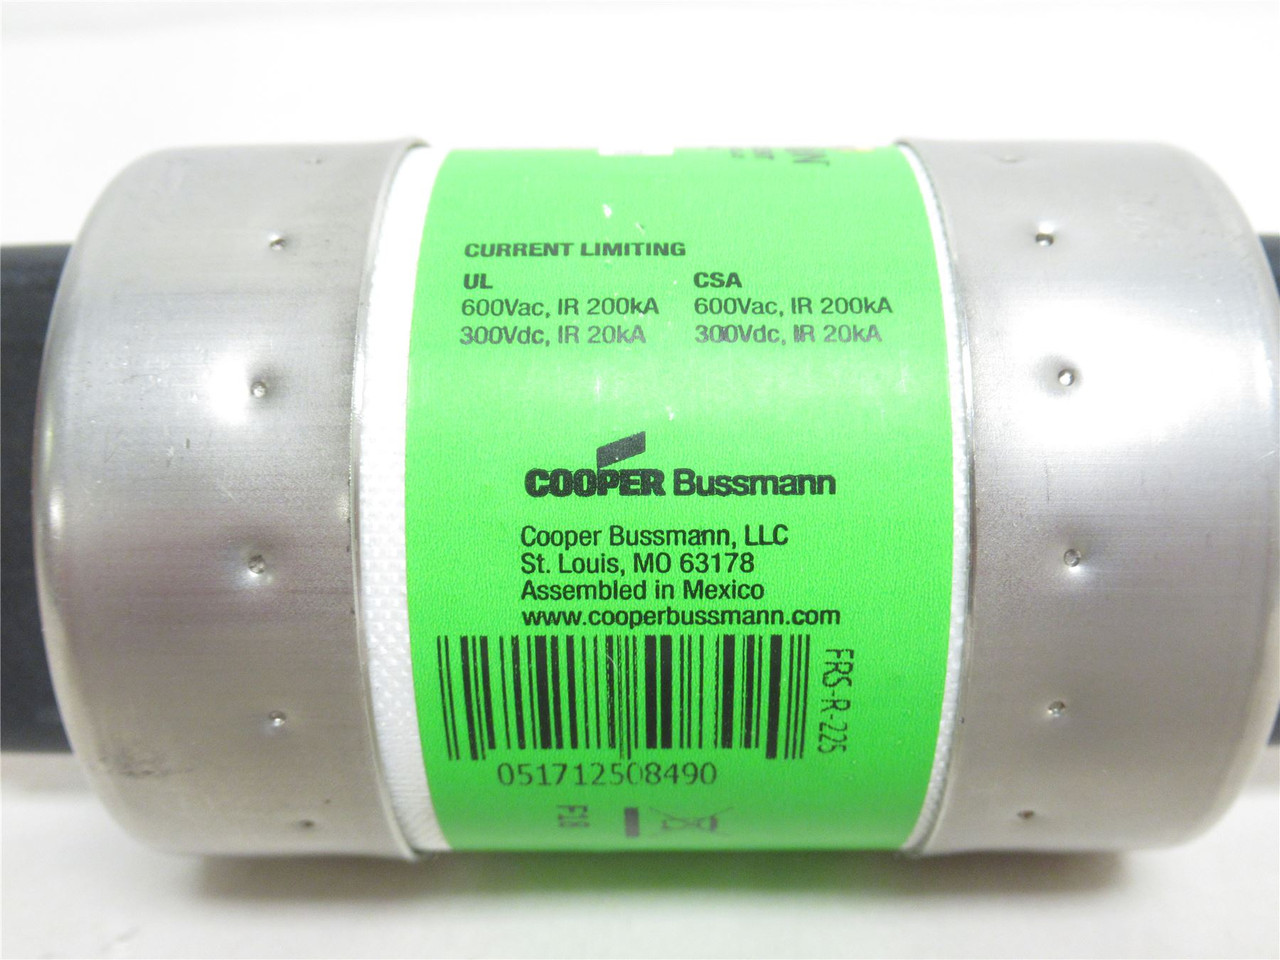 CURRENT LIMITING
UL
600Vac, IR 200kA
300Vdc, IR 20kA
CSA
600Vac, IR 200kA
300Vdc, IR 20kA
COOPER Bussmann
Cooper Bussmann, LLC
St. Louis, MO 63178
Assembled in Mexico
www.cooperbussmann.com
FRS-R-225
051712508490
F18